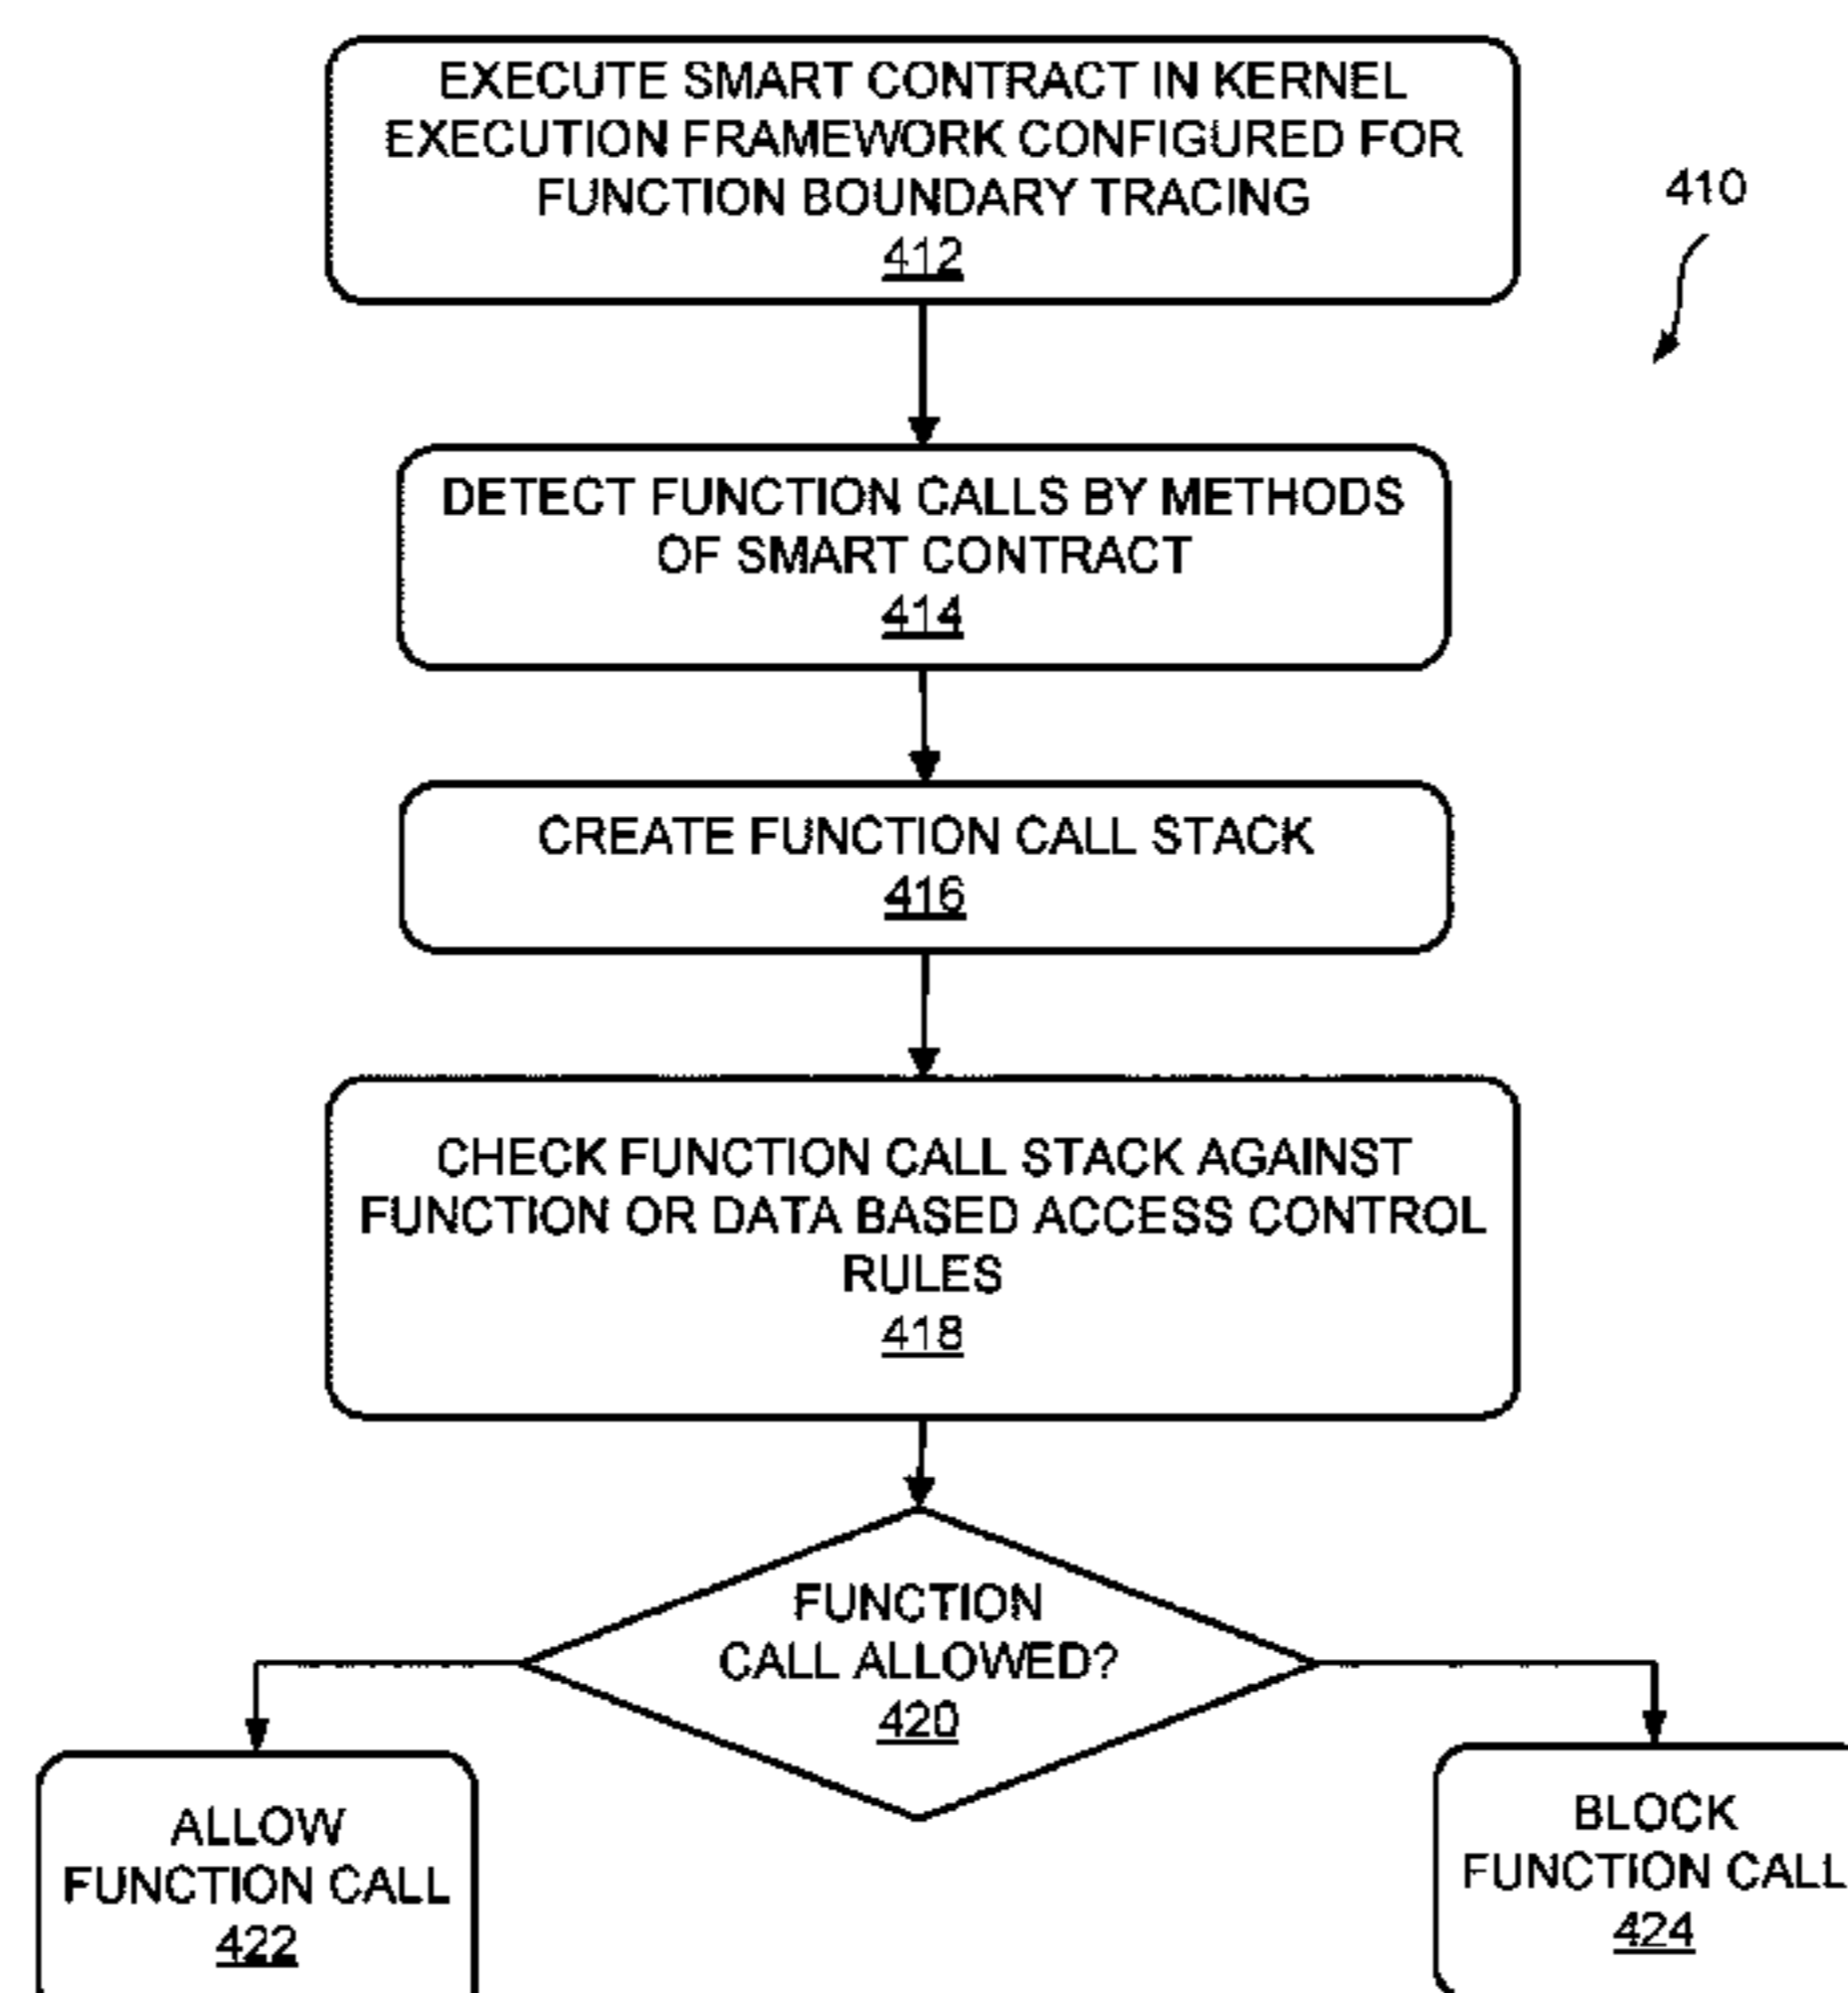 EXECUTE SMART CONTRACT IN KERNEL
EXECUTION FRAMEWORK CONFIGURED FOR
FUNCTION BOUNDARY TRACING
412
410
DETECT FUNCTION CALLS BY METHODS
OF SMART CONTRACT
414
CREATE FUNCTION CALL STACK
416
CHECK FUNCTION CALL STACK AGAINST
FUNCTION OR DATA BASED ACCESS CONTROL
RULES
418
FUNCTION
CALL ALLOWED?
420
ALLOW
FUNCTION CALL
422
BLOCK
FUNCTION CALL
424